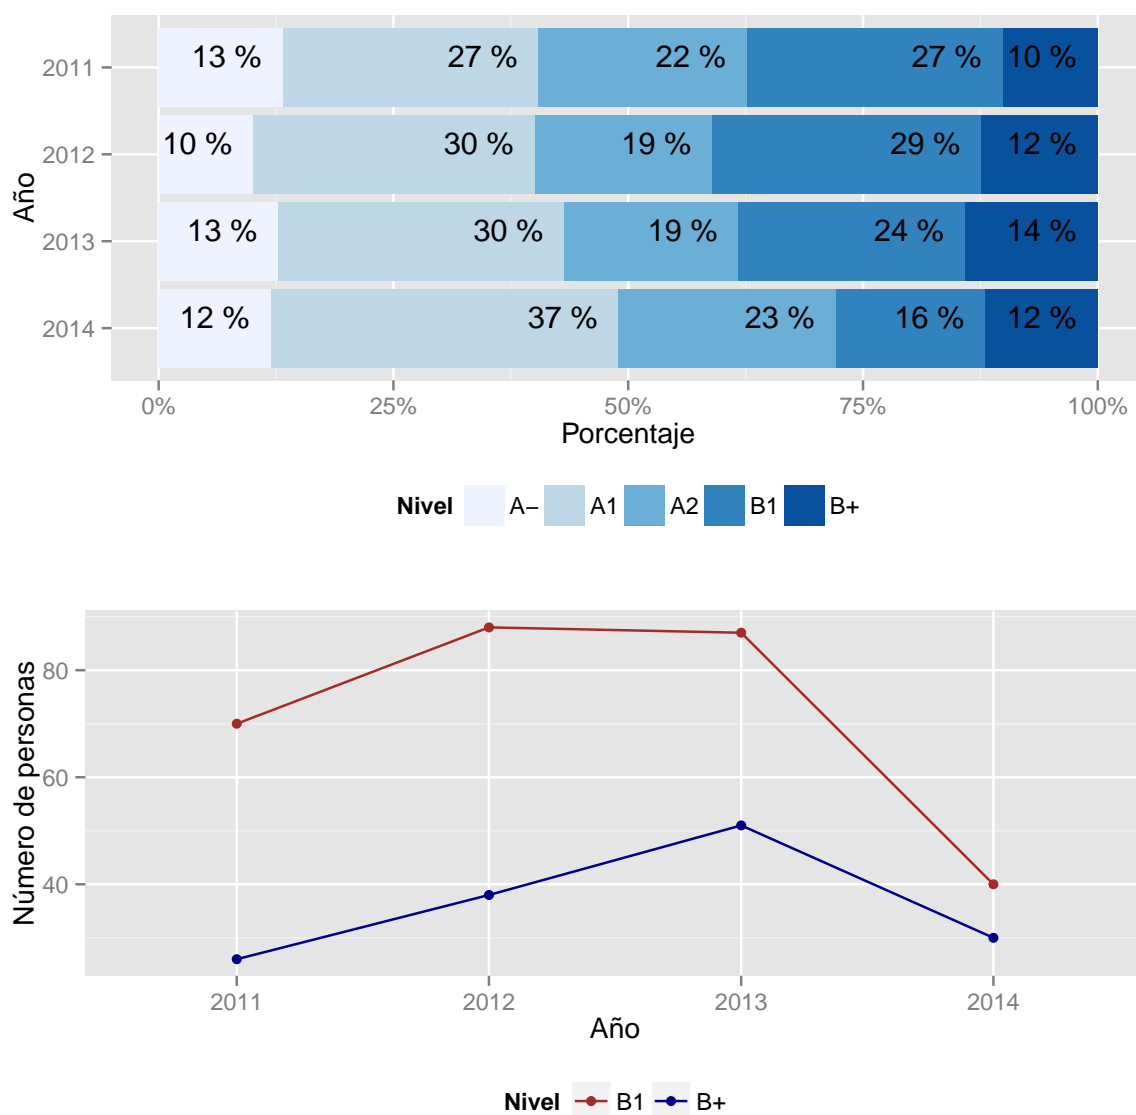 2011
13 % 27 % 22 % 27 % 10 %
2012
10 % 30 % 19 % 29 % 12 %
2013
13 % 30 % 19 % 24 % 14 %
2014
12 % 37 % 23 % 16 % 12 %
Año
0% 25% 50% 75% 100%
Porcentaje
Nivel A− A1 A2 B1 B+
Número de personas
80
60
40
2011 2012 2013 2014
Año
Nivel B1 B+